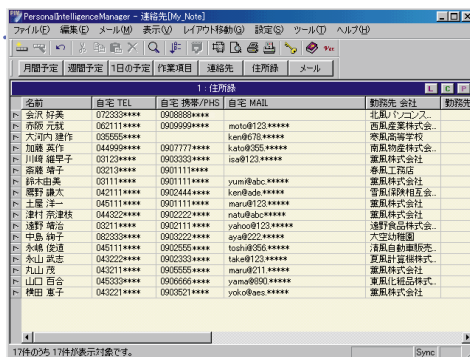 PersonalIntelligenceManager - 連絡先[My_Note]
ファイル(F) 編集(E) メール(M) 表示(V) レイアウト移動(G) 設定(S) ツール(T) ヘルプ(H)
月間予定 週間予定 1日の予定 作業項目 連絡先 住所録 メール
1 : 住所録 L C P
名前 自宅 TEL 自宅 携帯/PHS 自宅 MAIL 勤務先 会社 勤務先
会沢 好美 072333**** 0908888**** 北風パソコンス..
赤阪 元就 062111**** 0909999**** moto@123.***** 西風産業株式会..
大河内 建作 035555**** ken@678.***** 寒風高等学校
加藤 英作 044999**** 0907777**** kato@355.***** 南風物産株式会..
川崎 維早子 03123**** 0903333**** isa@123.***** 薫風株式会社
斎藤 靖子 03213**** 0901111**** 春風工務店
鈴木 由美 03111**** 0901111**** yumi@abc.***** 薫風株式会社
鷹野 謙太 042111**** 0902444**** ken@ade.***** 雪風保険相互会..
土屋 洋一 045111**** 0901111**** maru@123.***** 薫風株式会社
津村 奈津枝 044322**** 0902222**** natu@abc***** 薫風株式会社
遠野 靖治 03211**** 0902111**** yahoo@123.***** 遠野食品株式会..
中島 絢子 082333**** 0903222**** aya@222.***** 大空幼稚園
永嶋 俊道 045111**** 0902555**** toshi@356.***** 清風自動車販売..
永山 武志 043222**** 0902333**** take@123.***** 夏風計算機株式..
丸山 茂 043211**** 0905555**** maru@211.***** 薫風株式会社
山口 百合 045333**** 0906666**** yama@890.***** 東風化粧品株式..
横田 恵子 043221**** 0903521**** yoko@aes.***** 薫風株式会社
17件のうち 17件が表示対象です。 Sync